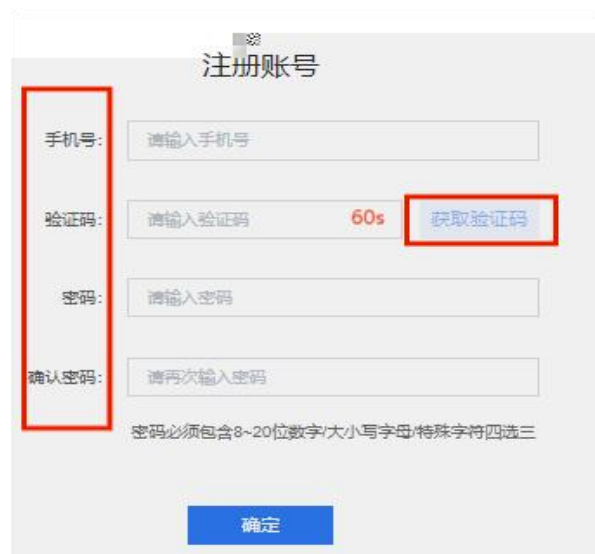 注册账号
手机号: 请输入手机号
验证码: 请输入验证码 60s 获取验证码
密码: 请输入密码
确认密码: 请再次输入密码
密码必须包含8~20位数字/大小写字母/特殊字符四选三
确定